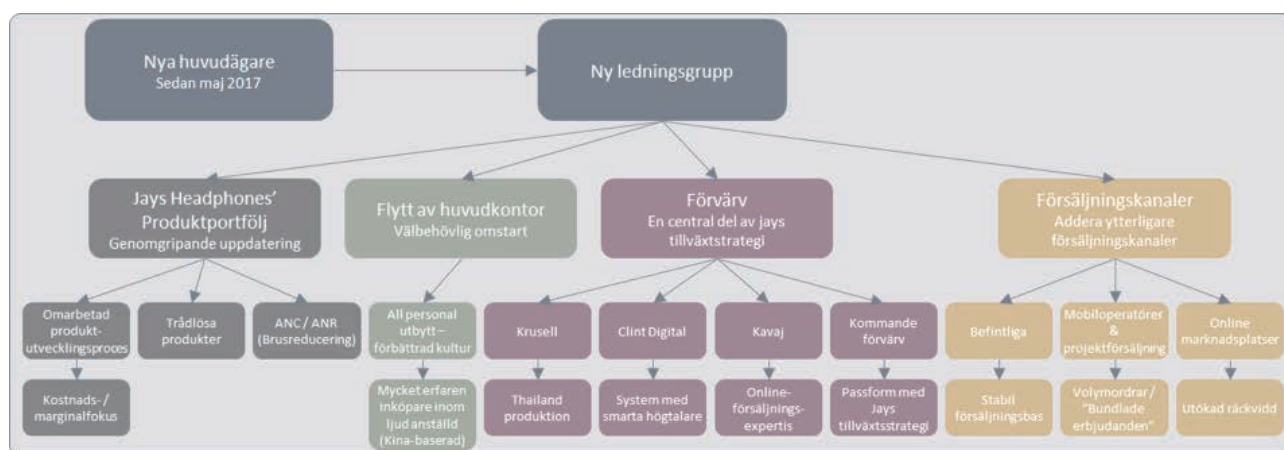 Nya huvudägare
Sedan maj 2017
Ny ledningsgrupp
Jays Headphones’
Produktportfölj
Genomgripande uppdatering
Flytt av huvudkontor
Välbehövlig omstart
Förvärv
En central del av jays
tillväxtstrategi
Försäljningskanaler
Addera ytterligare
försäljningskanaler
Omarbetad
produkt-
utvecklingsproces
Trådlösa
produkter
ANC / ANR
(Brusreducering)
All personal
utbytt –
förbättrad kultur
Krusell
Clint Digital
Kavaj
Kommande
förvärv
Befintliga
Mobiloperatörer
&
projektförsäljning
Online
marknadsplatser
Kostnads- /
marginalfokus
Mycket erfaren
inköpare inom
ljud anställd
(Kina-baserad)
Thailand
produktion
System med
smarta högtalare
Online-
försäljnings-
expertis
Passform med
Jays
tillväxtsstrategi
Stabil
försäljningsbas
Volymordrar /
”Bundlade
erbjudanden”
Utökad räckvidd